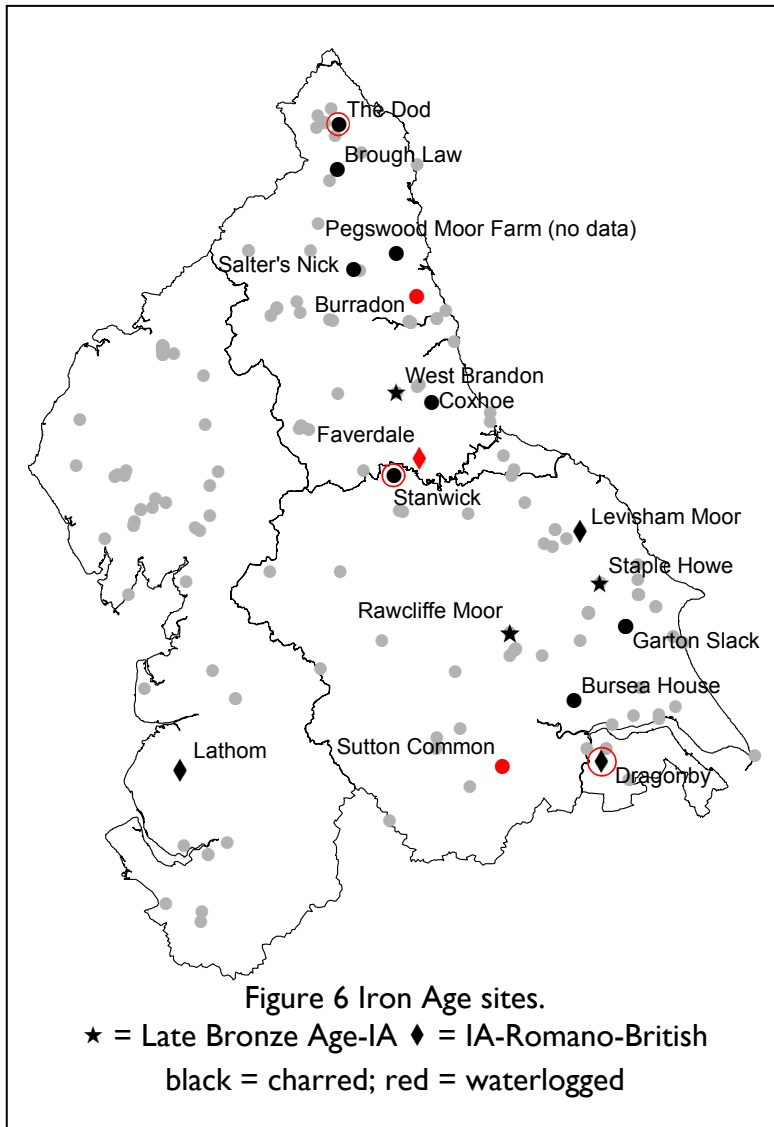 The Dod
Brough Law
Pegswood Moor Farm (no data)
Salter's Nick
Burradon
West Brandon
Coxhoe
Faverdale
Stanwick
Levisham Moor
Staple Howe
Rawcliffe Moor
Garton Slack
Bursea House
Lathom
Sutton Common
Dragonby
Figure 6 Iron Age sites.
★ = Late Bronze Age-IA ♦ = IA-Romano-British
black = charred; red = waterlogged